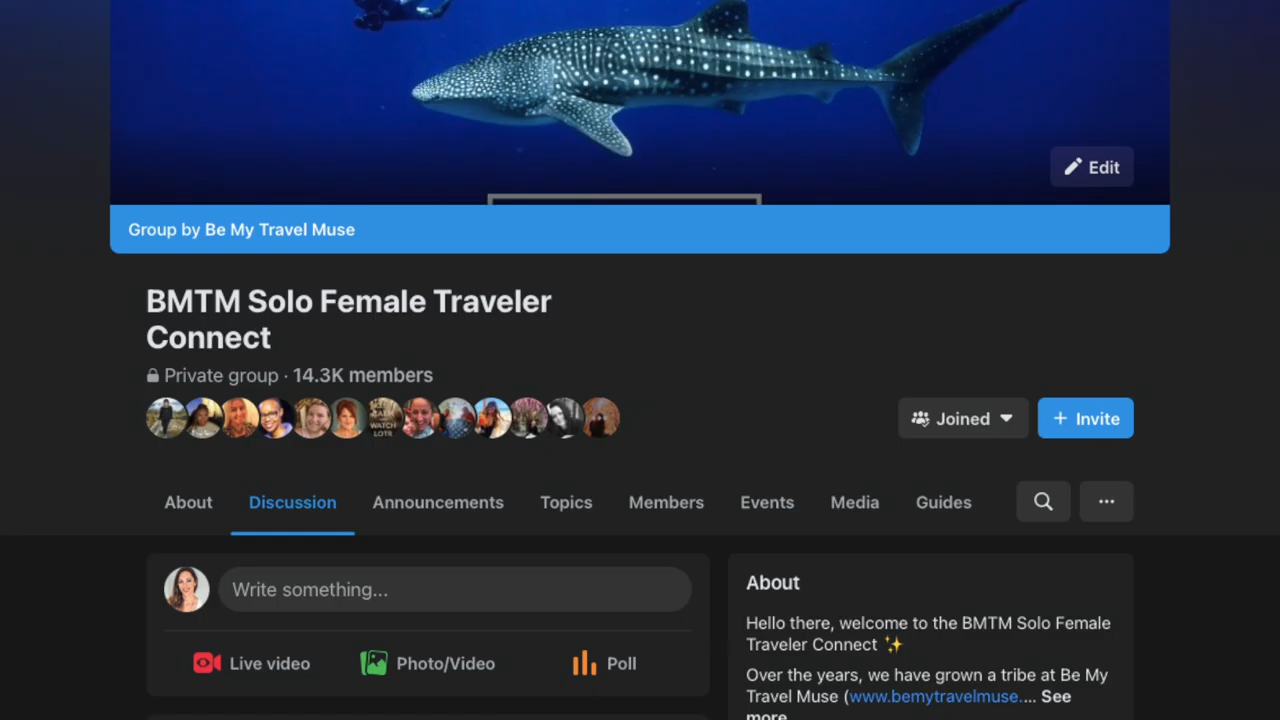 Edit
Group by Be My Travel Muse
BMTM Solo Female Traveler
Connect
Private group · 14.3K members
WATCH
LOTR
Joined
+ Invite
About
Discussion
Announcements
Topics
Members
Events
Media
Guides
Write something...
Live video
Photo/Video
Poll
About
Hello there, welcome to the BMTM Solo Female
Traveler Connect ✨
Over the years, we have grown a tribe at Be My
Travel Muse (www.bemytravelmuse.... See
more